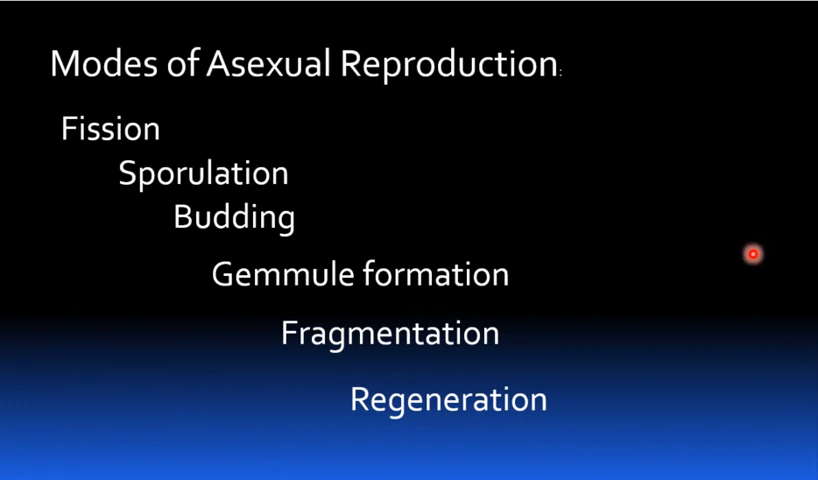 Modes of Asexual Reproduction:
Fission
Sporulation
Budding
Gemmule formation
Fragmentation
Regeneration